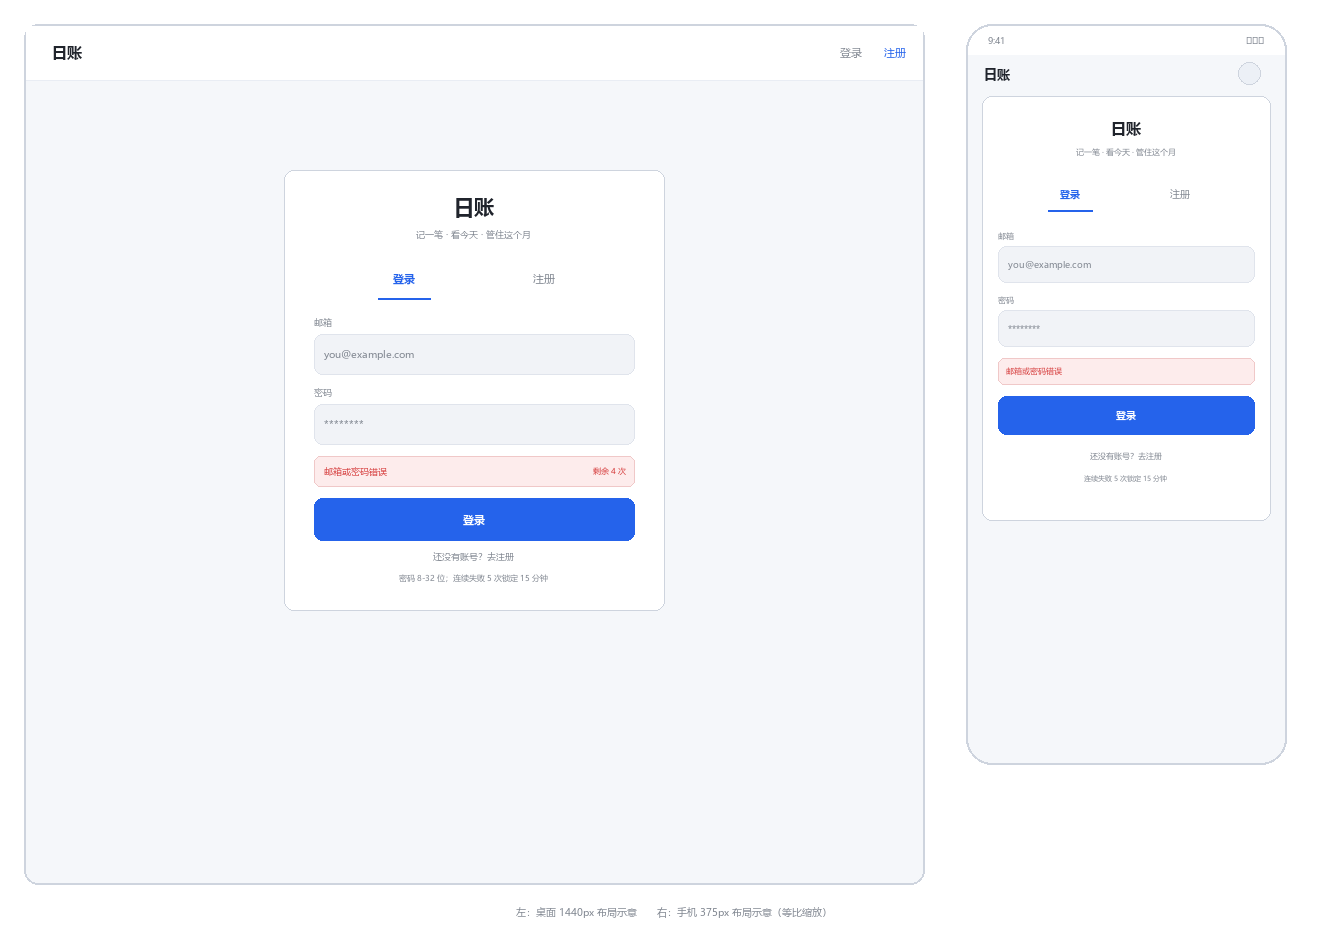 日账
登录 注册
日账
记一笔 · 看今天 · 管住这个月
登录 注册
邮箱
you@example.com
密码
********
邮箱或密码错误 剩余 4 次
登录
还没有账号？去注册
密码 8-32 位；连续失败 5 次锁定 15 分钟
9:41
日账
日账
记一笔 · 看今天 · 管住这个月
登录 注册
邮箱
you@example.com
密码
********
邮箱或密码错误
登录
还没有账号？去注册
连续失败 5 次锁定 15 分钟
左：桌面 1440px 布局示意 右：手机 375px 布局示意（等比缩放）